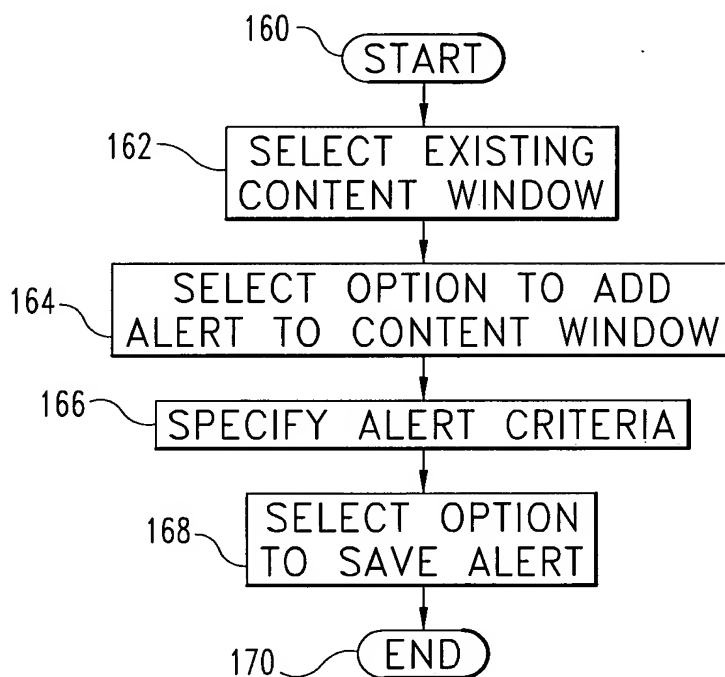 160
START
162
SELECT EXISTING
CONTENT WINDOW
164
SELECT OPTION TO ADD
ALERT TO CONTENT WINDOW
166
SPECIFY ALERT CRITERIA
168
SELECT OPTION
TO SAVE ALERT
170
END